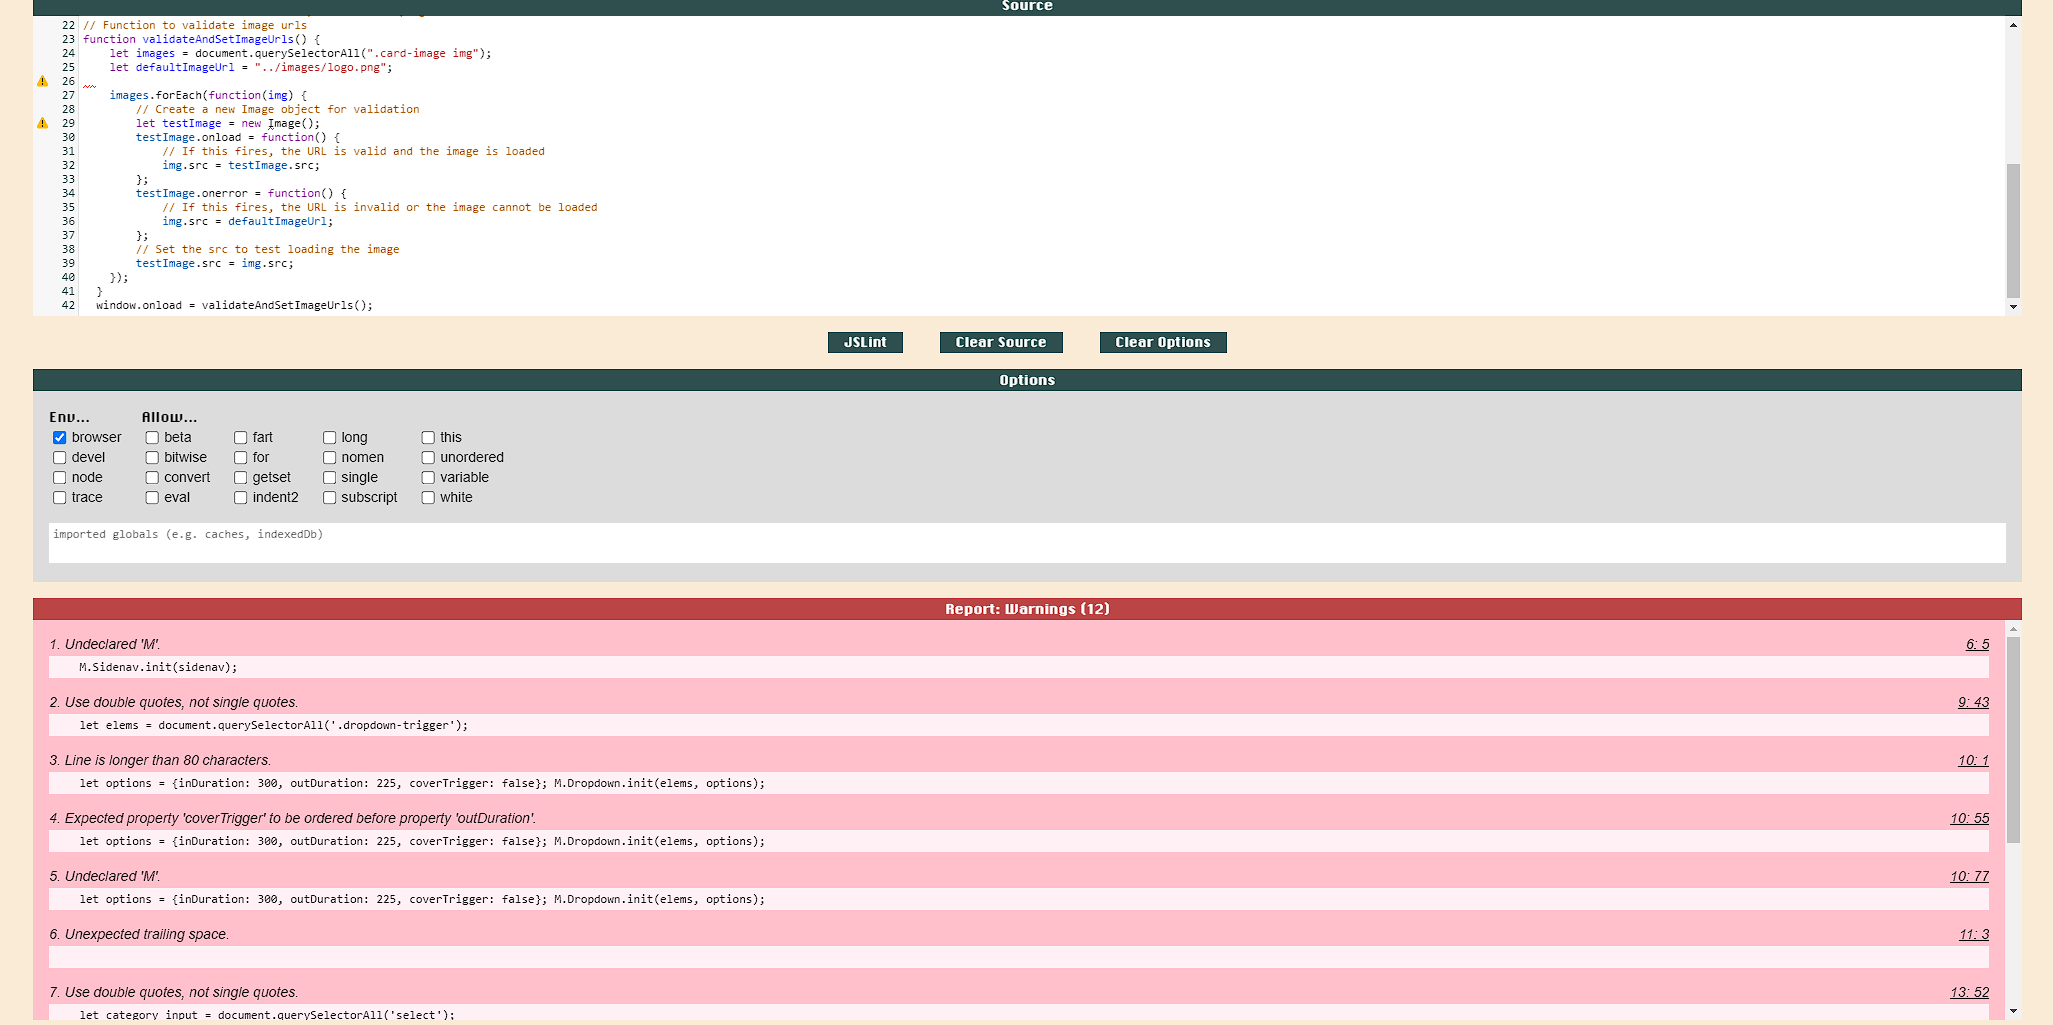 Source
22 // Function to validate image urls
23 function validateAndSetImageUrls() {
24 let images = document.querySelectorAll(".card-image img");
25 let defaultImageUrl = "../images/logo.png";
26
27 images.forEach(function(img) {
28 // Create a new Image object for validation
29 let testImage = new Image();
30 testImage.onload = function() {
31 // If this fires, the URL is valid and the image is loaded
32 img.src = testImage.src;
33 };
34 testImage.onerror = function() {
35 // If this fires, the URL is invalid or the image cannot be loaded
36 img.src = defaultImageUrl;
37 };
38 // Set the src to test loading the image
39 testImage.src = img.src;
40 });
41 }
42 window.onload = validateAndSetImageUrls();
JSLint Clear Source Clear Options
Options
Env... Allow...
browser beta fart long this
devel bitwise for nomen unordered
node convert getset single variable
trace eval indent2 subscript white
imported globals (e.g. caches, indexedDb)
Report: Warnings (12)
1. Undeclared 'M'. 6: 5
M.Sidenav.init(sidenav);
2. Use double quotes, not single quotes. 9: 43
let elems = document.querySelectorAll('.dropdown-trigger');
3. Line is longer than 80 characters. 10: 1
let options = {inDuration: 300, outDuration: 225, coverTrigger: false}; M.Dropdown.init(elems, options);
4. Expected property 'coverTrigger' to be ordered before property 'outDuration'. 10: 55
let options = {inDuration: 300, outDuration: 225, coverTrigger: false}; M.Dropdown.init(elems, options);
5. Undeclared 'M'. 10: 77
let options = {inDuration: 300, outDuration: 225, coverTrigger: false}; M.Dropdown.init(elems, options);
6. Unexpected trailing space. 11: 3
7. Use double quotes, not single quotes. 13: 52
let category_input = document.querySelectorAll('select');